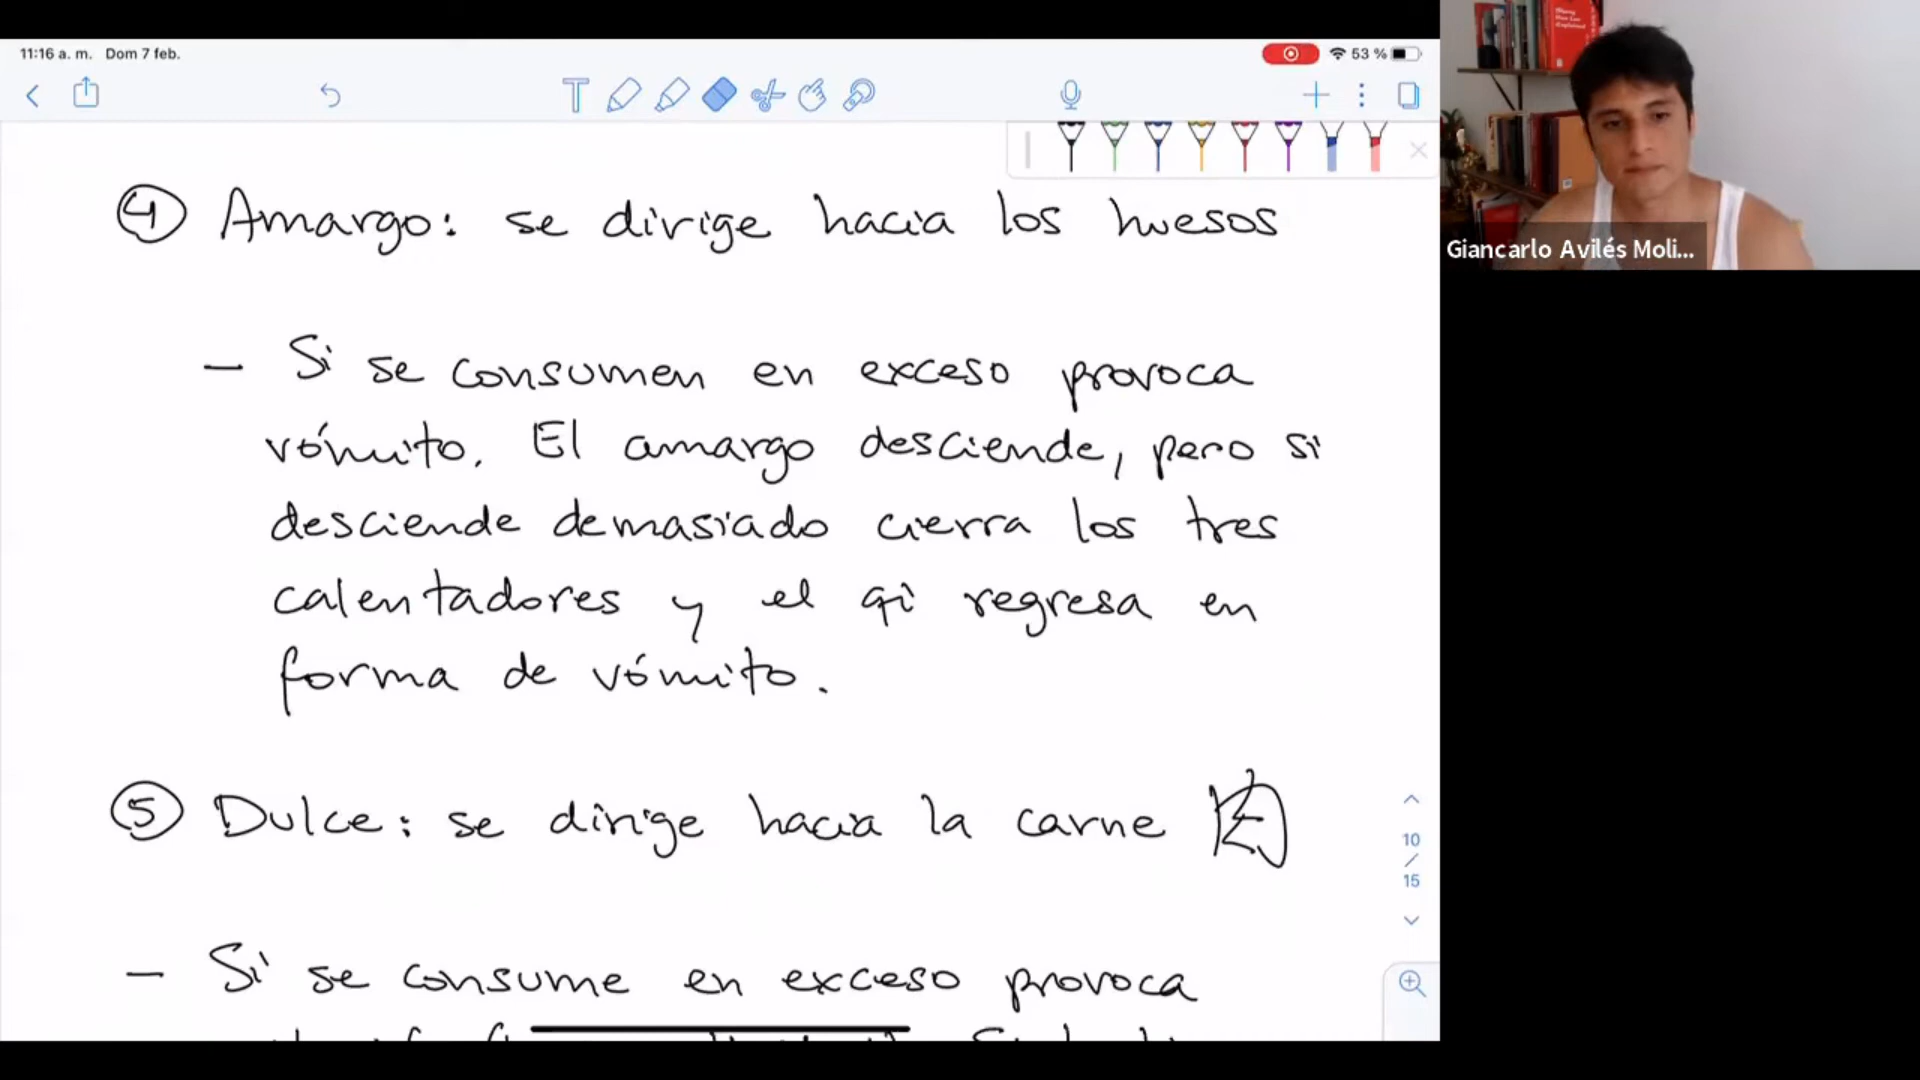 11:16 a. m. Dom 7 feb.
53 %
④ Amargo: se dirige hacia los huesos
— Si se consumen en exceso provoca
vómito. El amargo desciende, pero si
desciende demasiado cierra los tres
calentadores y el qi regresa en
forma de vómito.
⑤ Dulce: se dirige hacia la carne
— Si se consume en exceso provoca
10
/
15
Giancarlo Avilés Moli...